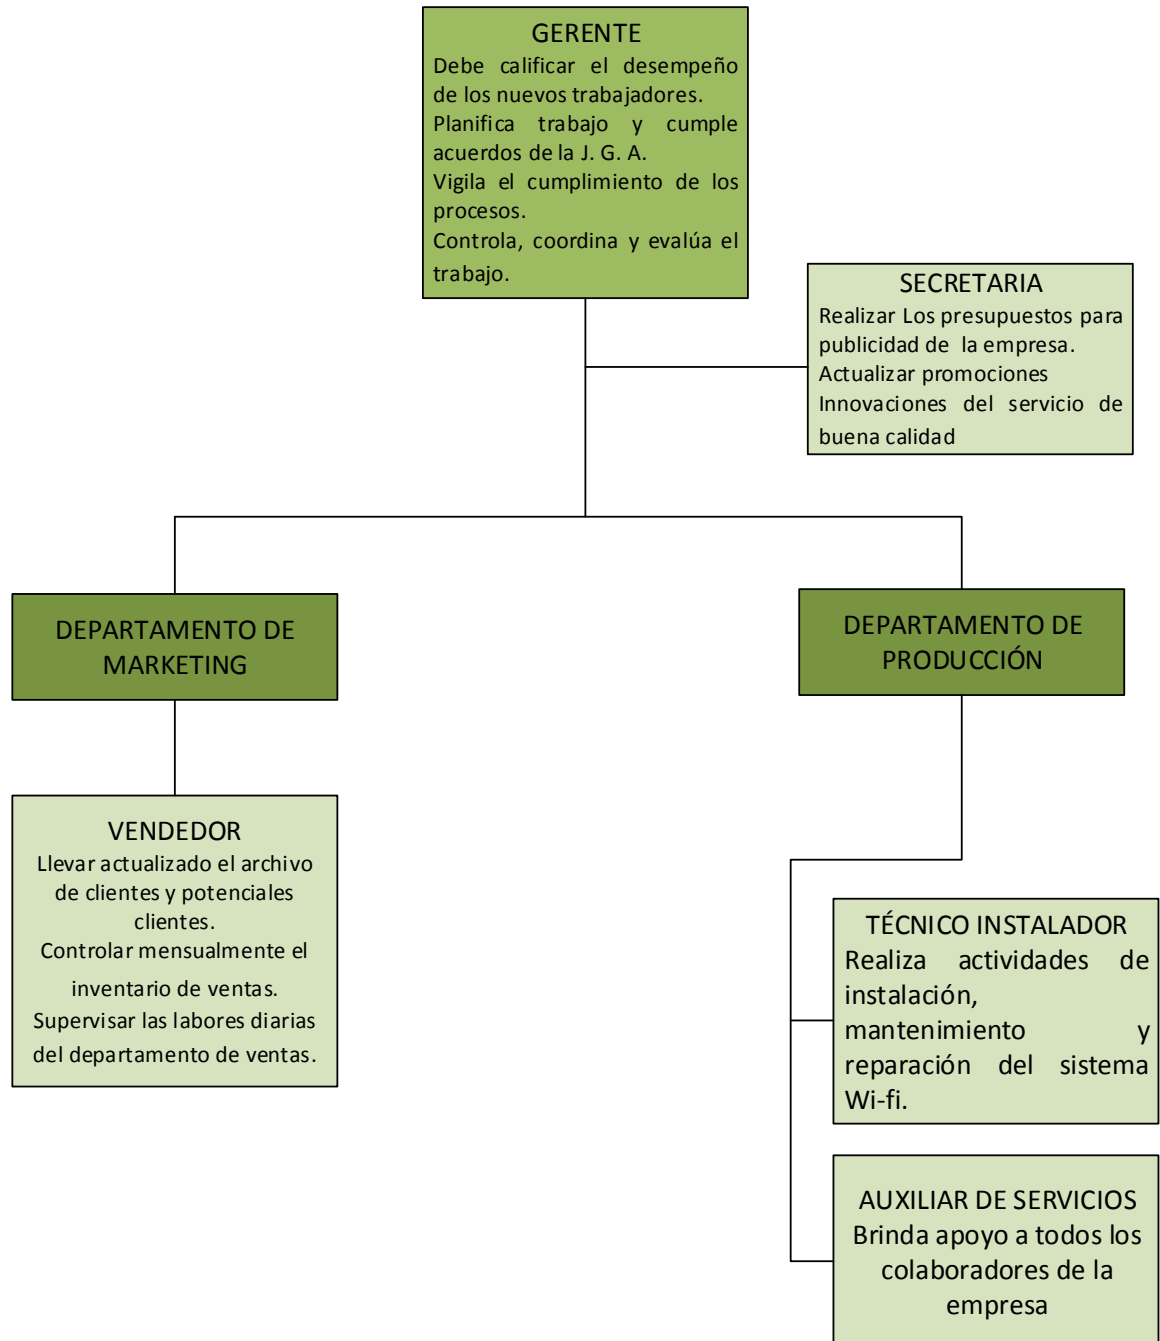 GERENTE
Debe calificar el desempeño
de los nuevos trabajadores.
Planifica trabajo y cumple
acuerdos de la J. G. A.
Vigila el cumplimiento de los
procesos.
Controla, coordina y evalúa el
trabajo.
SECRETARIA
Realizar Los presupuestos para
publicidad de la empresa.
Actualizar promociones
Innovaciones del servicio de
buena calidad
DEPARTAMENTO DE
MARKETING
DEPARTAMENTO DE
PRODUCCIÓN
VENDEDOR
Llevar actualizado el archivo
de clientes y potenciales
clientes.
Controlar mensualmente el
inventario de ventas.
Supervisar las labores diarias
del departamento de ventas.
TÉCNICO INSTALADOR
Realiza actividades de
instalación,
mantenimiento y
reparación del sistema
Wi-fi.
AUXILIAR DE SERVICIOS
Brinda apoyo a todos los
colaboradores de la
empresa